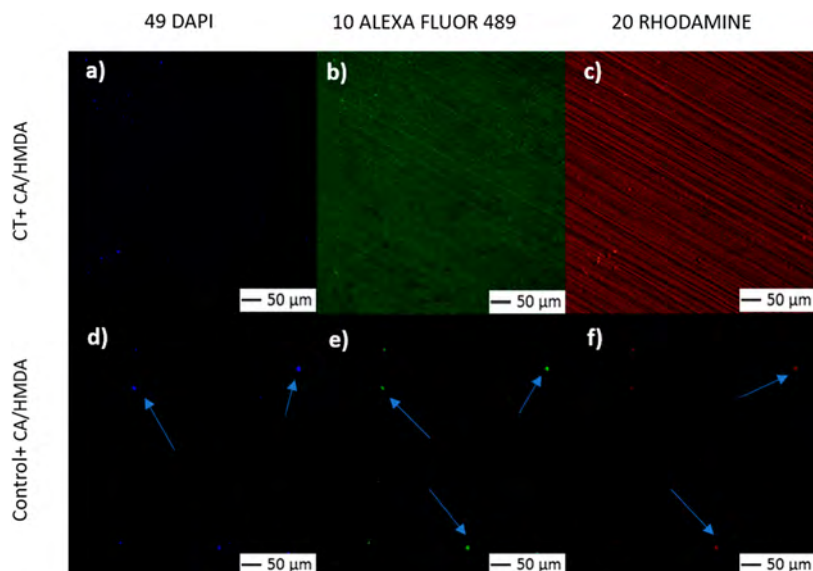 49 DAPI 10 ALEXA FLUOR 489 20 RHODAMINE
CT+ CA/HMDA
a) b) c)
50 µm 50 µm 50 µm
Control+ CA/HMDA
d) e) f)
50 µm 50 µm 50 µm